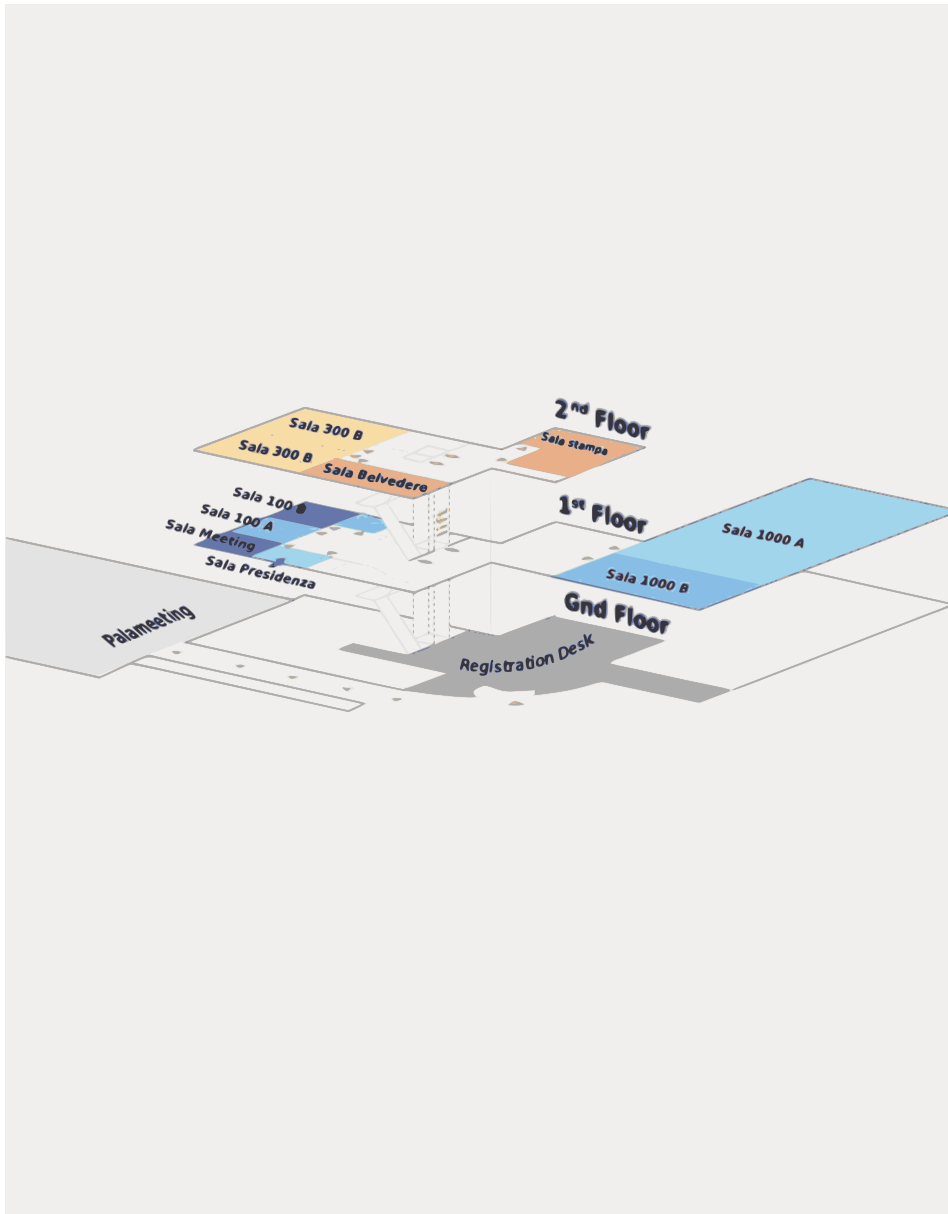 2nd Floor
Sala 300 B
Sala stampa
Sala 300 B
Sala Belvedere
Sala 100
1st Floor
Sala 100 A
Sala Meeting
Sala 1000 A
Sala Presidenza
Sala 1000 B
Gnd Floor
Palameeting
Registration Desk